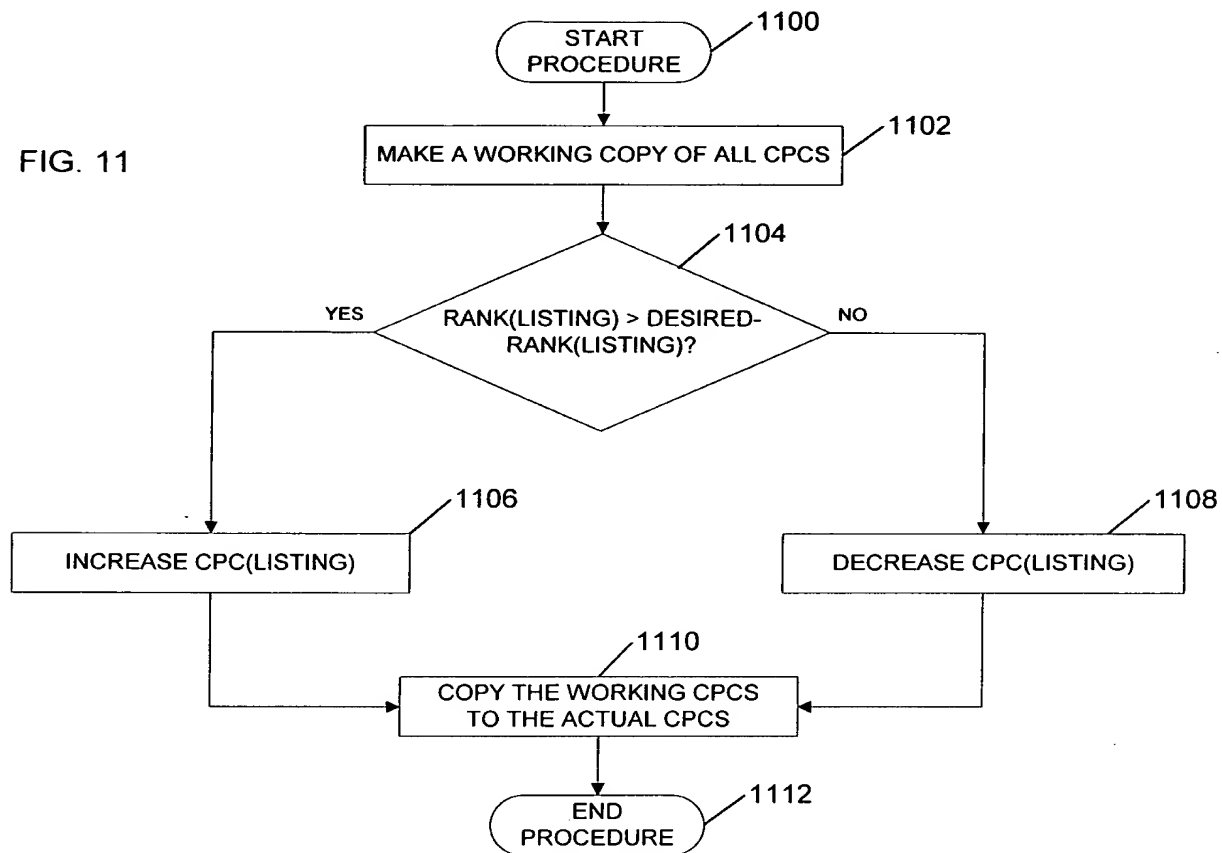 START
PROCEDURE
1100
FIG. 11
MAKE A WORKING COPY OF ALL CPCS
1102
1104
YES
RANK(LISTING) > DESIRED-
RANK(LISTING)?
NO
1106
INCREASE CPC(LISTING)
1108
DECREASE CPC(LISTING)
1110
COPY THE WORKING CPCS
TO THE ACTUAL CPCS
END
PROCEDURE
1112